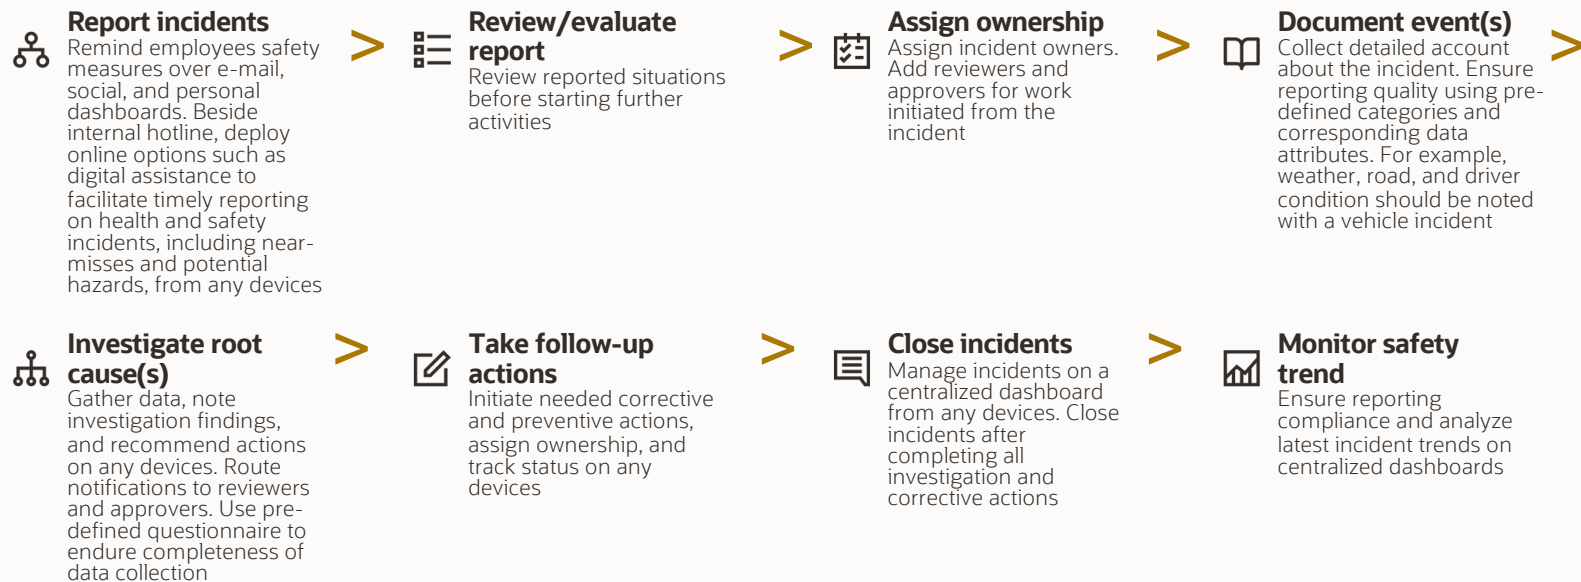 Report incidents
Remind employees safety
measures over e-mail,
social, and personal
dashboards. Beside
internal hotline, deploy
online options such as
digital assistance to
facilitate timely reporting
on health and safety
incidents, including near-
misses and potential
hazards, from any devices
>
Review/evaluate
report
Review reported situations
before starting further
activities
>
Assign ownership
Assign incident owners.
Add reviewers and
approvers for work
initiated from the
incident
>
Document event(s)
Collect detailed account
about the incident. Ensure
reporting quality using pre-
defined categories and
corresponding data
attributes. For example,
weather, road, and driver
condition should be noted
with a vehicle incident
>
Investigate root
cause(s)
Gather data, note
investigation findings,
and recommend actions
on any devices. Route
notifications to reviewers
and approvers. Use pre-
defined questionnaire to
endure completeness of
data collection
>
Take follow-up
actions
Initiate needed corrective
and preventive actions,
assign ownership, and
track status on any
devices
>
Close incidents
Manage incidents on a
centralized dashboard
from any devices. Close
incidents after
completing all
investigation and
corrective actions
>
Monitor safety
trend
Ensure reporting
compliance and analyze
latest incident trends on
centralized dashboards